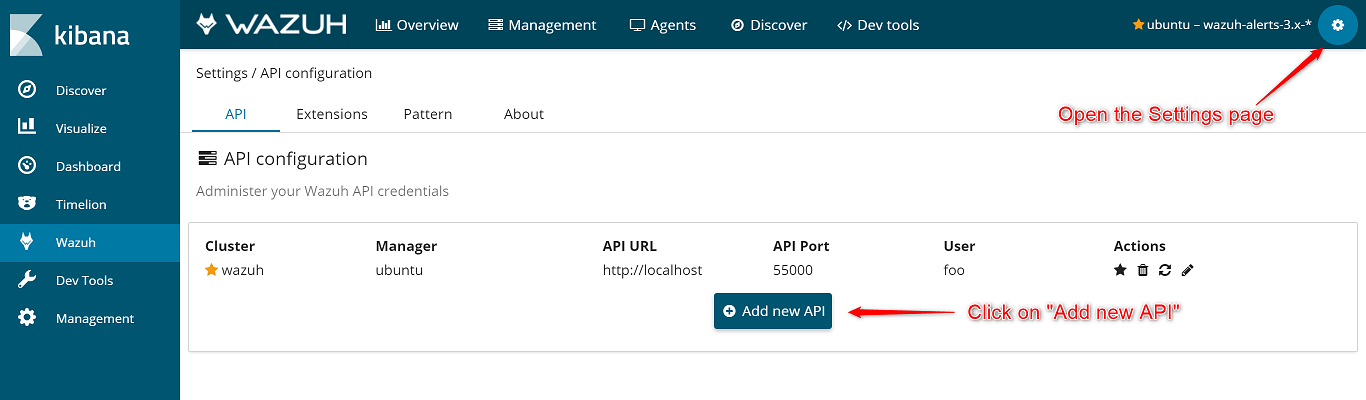 kibana
Discover
Visualize
Dashboard
Timelion
Wazuh
Dev Tools
Management
WAZUH Overview Management Agents Discover </> Dev tools ubuntu – wazuh-alerts-3.x-*
Settings / API configuration
Open the Settings page
API Extensions Pattern About
API configuration
Administer your Wazuh API credentials
Cluster Manager API URL API Port User Actions
wazuh ubuntu http://localhost 55000 foo
Add new API
Click on "Add new API"